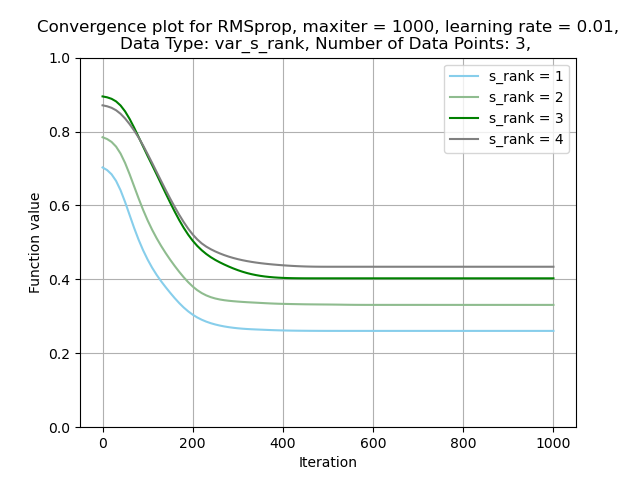 Convergence plot for RMSprop, maxiter = 1000, learning rate = 0.01,
Data Type: var_s_rank, Number of Data Points: 3,
1.0
0.8
0.6
0.4
0.2
0.0
Function value
s_rank = 1
s_rank = 2
s_rank = 3
s_rank = 4
0 200 400 600 800 1000
Iteration